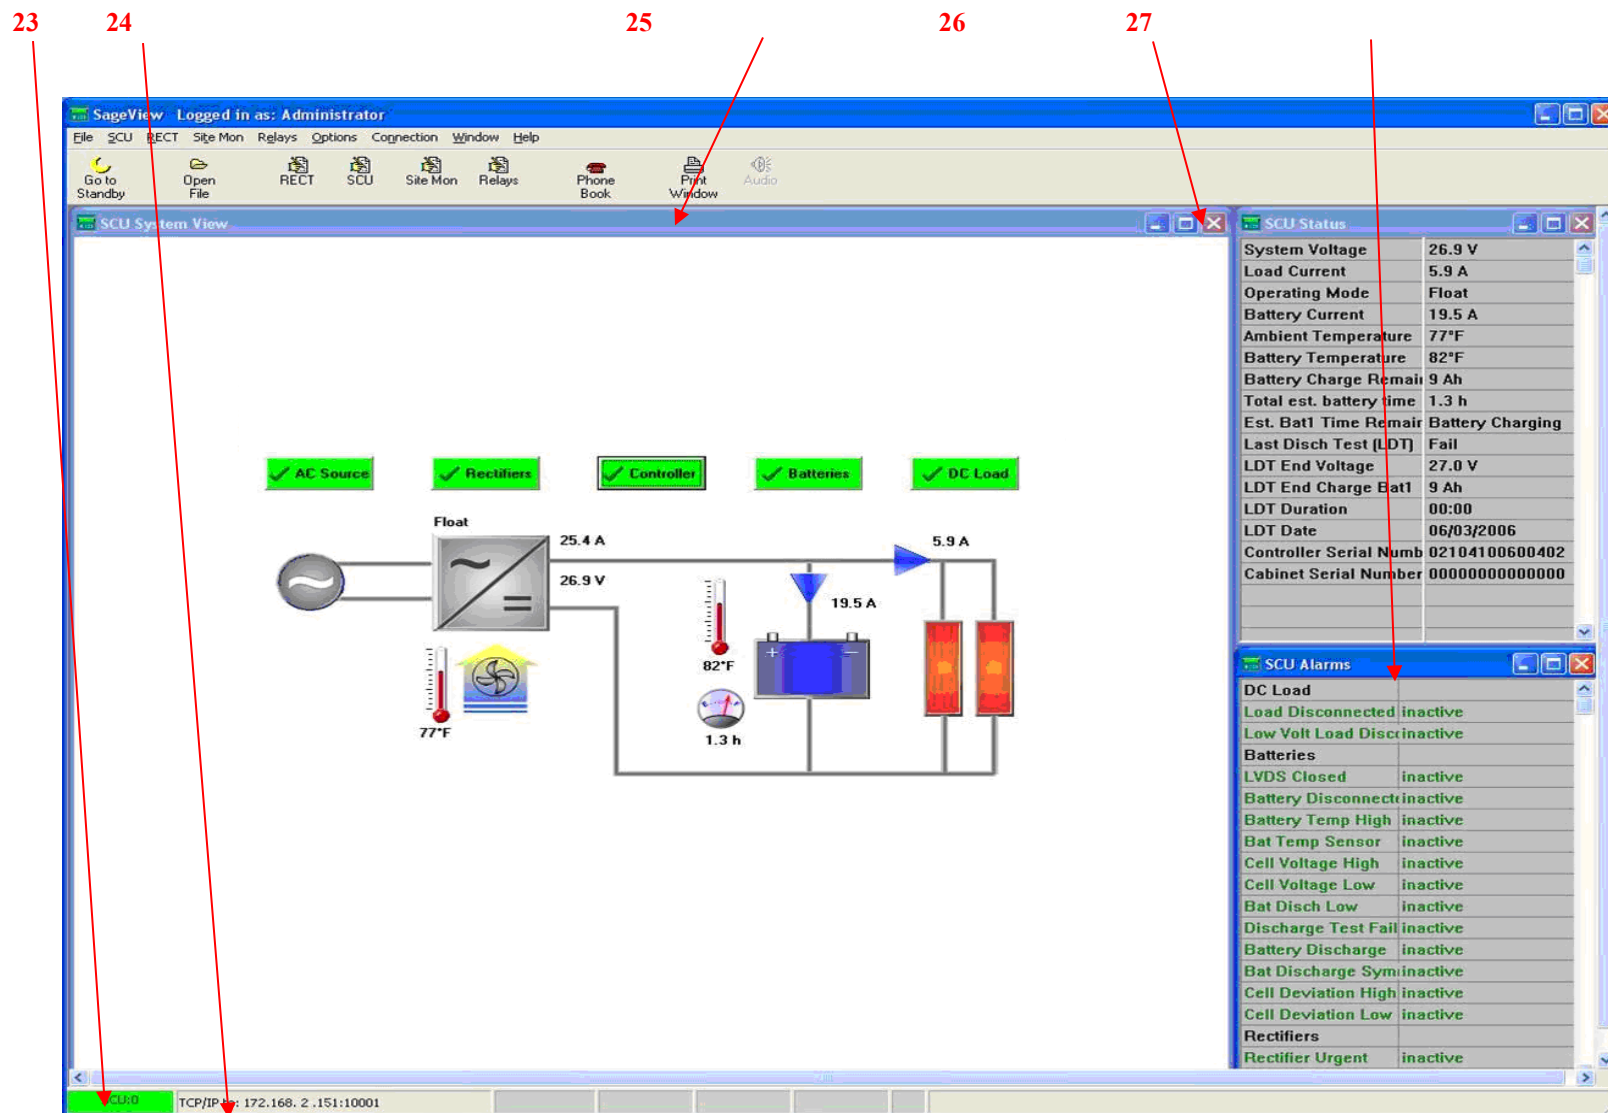 23 24 25 26 27
SageView Logged in as: Administrator
File SCU RECT Site Mon Relays Options Connection Window Help
Go to Standby
Open File
RECT
SCU
Site Mon
Relays
Phone Book
Print Window
Audio
SCU System View
AC Source
Rectifiers
Controller
Batteries
DC Load
Float
25.4 A
26.9 V
5.9 A
19.5 A
82°F
77°F
1.3 h
SCU Status
System Voltage 26.9 V
Load Current 5.9 A
Operating Mode Float
Battery Current 19.5 A
Ambient Temperature 77°F
Battery Temperature 82°F
Battery Charge Remai 9 Ah
Total est. battery time 1.3 h
Est. Bat1 Time Remair Battery Charging
Last Disch Test (LDT) Fail
LDT End Voltage 27.0 V
LDT End Charge Bat1 9 Ah
LDT Duration 00:00
LDT Date 06/03/2006
Controller Serial Numb 02104100600402
Cabinet Serial Number 00000000000000
SCU Alarms
DC Load
Load Disconnected inactive
Low Volt Load Disc inactive
Batteries
LVDS Closed inactive
Battery Disconnect inactive
Battery Temp High inactive
Bat Temp Sensor inactive
Cell Voltage High inactive
Cell Voltage Low inactive
Bat Disch Low inactive
Discharge Test Fail inactive
Battery Discharge inactive
Bat Discharge Sym inactive
Cell Deviation High inactive
Cell Deviation Low inactive
Rectifiers
Rectifier Urgent inactive
SCU:0
TCP/IP to: 172.168. 2 .151:10001